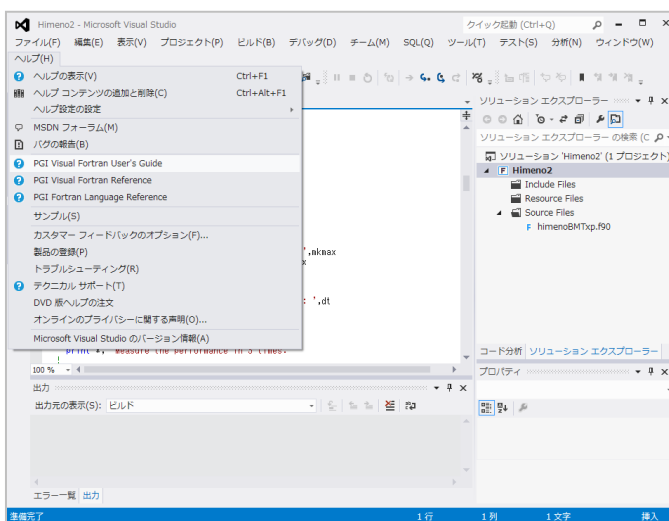 Himeno2 - Microsoft Visual Studio
クイック起動 (Ctrl+Q)
ファイル(F) 編集(E) 表示(V) プロジェクト(P) ビルド(B) デバッグ(D) チーム(M) SQL(Q) ツール(T) テスト(S) 分析(N) ウィンドウ(W)
ヘルプ(H)
ヘルプの表示(V) Ctrl+F1
ヘルプ コンテンツの追加と削除(C) Ctrl+Alt+F1
ヘルプ設定の設定
MSDN フォーラム(M)
バグの報告(B)
PGI Visual Fortran User's Guide
PGI Visual Fortran Reference
PGI Fortran Language Reference
サンプル(S)
カスタマー フィードバックのオプション(F)...
製品の登録(P)
トラブルシューティング(R)
テクニカル サポート(T)
DVD 版ヘルプの注文
オンラインのプライバシーに関する声明(O)...
Microsoft Visual Studio のバージョン情報(A)
',mkmax
x
: ',dt
print *, 'Measure the performance in 3 times.'
100 %
出力
出力元の表示(S): ビルド
エラー一覧 出力
ソリューション エクスプローラー
ソリューション エクスプローラー の検索 (C
ソリューション 'Himeno2' (1 プロジェクト)
Himeno2
Include Files
Resource Files
Source Files
himenoBMTxp.f90
コード分析 ソリューション エクスプローラー
プロパティ
準備完了 1 行 1 列 1 文字 挿入